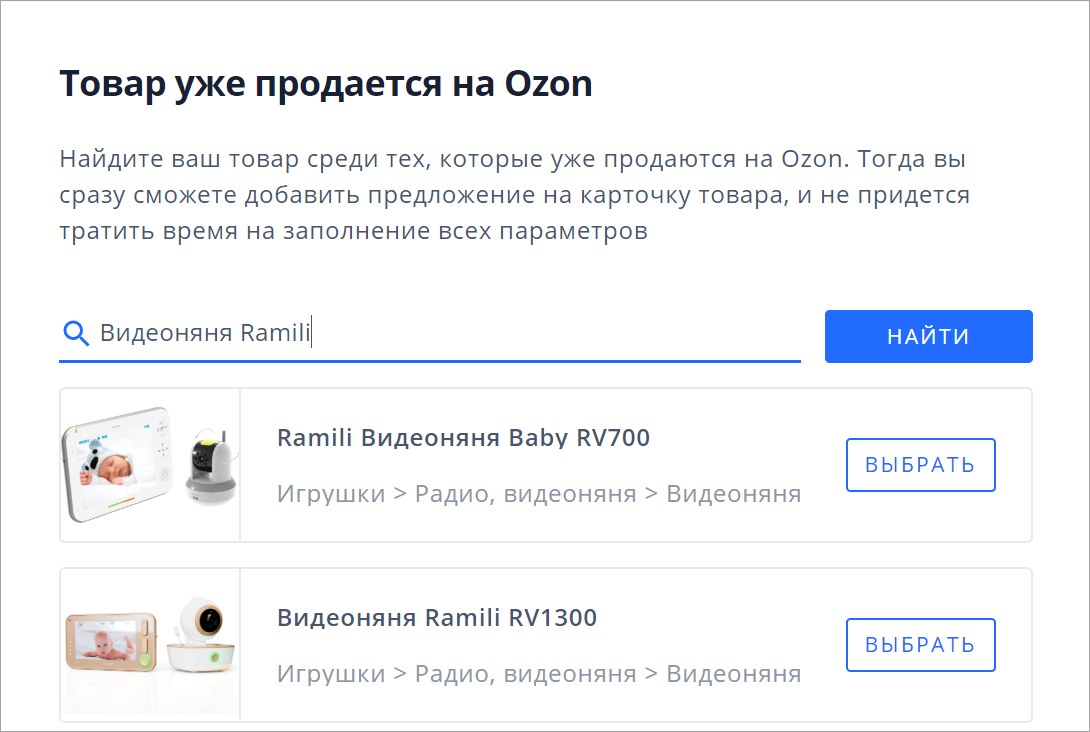 Товар уже продается на Ozon
Найдите ваш товар среди тех, которые уже продаются на Ozon. Тогда вы
сразу сможете добавить предложение на карточку товара, и не придется
тратить время на заполнение всех параметров
Видеоняня Ramili
НАЙТИ
Ramili Видеоняня Baby RV700
Игрушки > Радио, видеоняня > Видеоняня
ВЫБРАТЬ
Видеоняня Ramili RV1300
Игрушки > Радио, видеоняня > Видеоняня
ВЫБРАТЬ